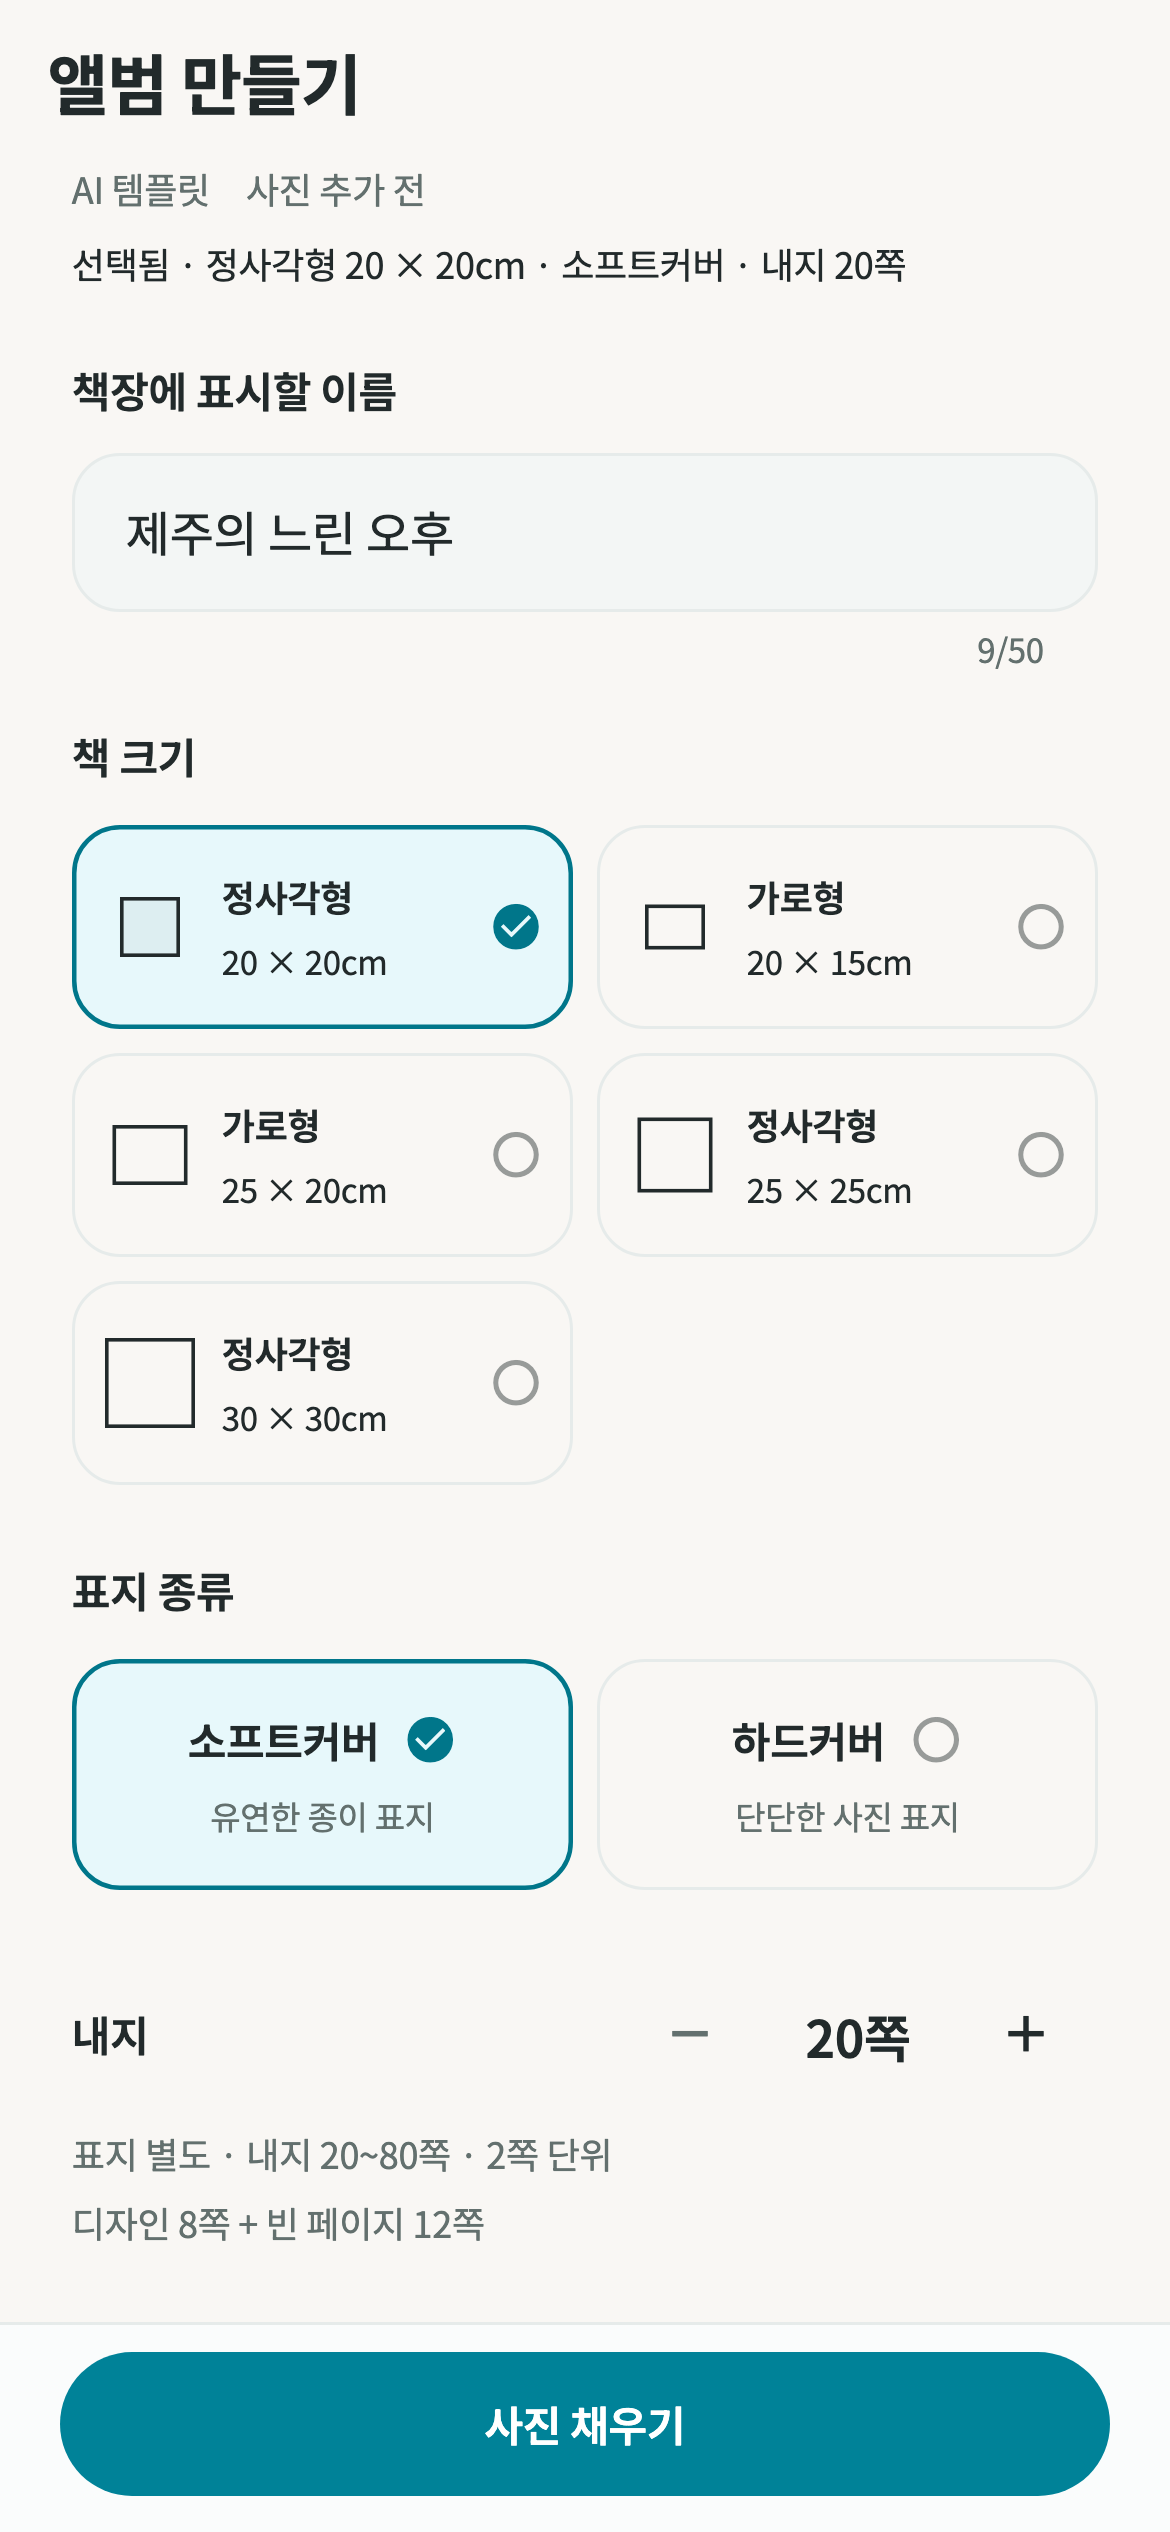 앨범 만들기
AI 템플릿 사진 추가 전
선택됨 · 정사각형 20 × 20cm · 소프트커버 · 내지 20쪽
책장에 표시할 이름
제주의 느린 오후
9/50
책 크기
정사각형
20 × 20cm
가로형
20 × 15cm
가로형
25 × 20cm
정사각형
25 × 25cm
정사각형
30 × 30cm
표지 종류
소프트커버
유연한 종이 표지
하드커버
단단한 사진 표지
내지 − 20쪽 +
표지 별도 · 내지 20~80쪽 · 2쪽 단위
디자인 8쪽 + 빈 페이지 12쪽
사진 채우기